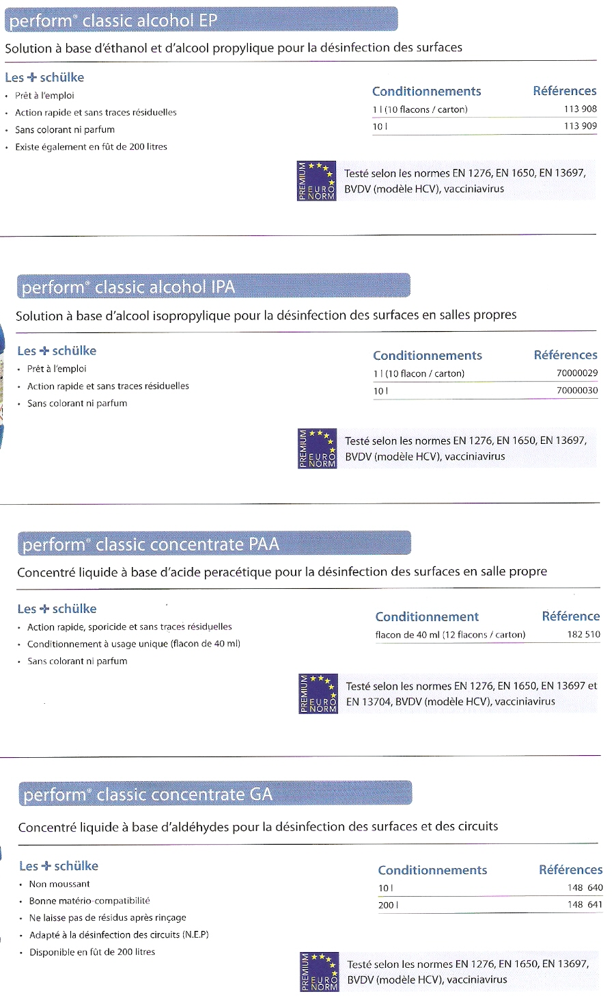 perform® classic alcohol EP
Solution à base d'éthanol et d'alcool propylique pour la désinfection des surfaces
Les + schülke
• Prêt à l'emploi
• Action rapide et sans traces résiduelles
• Sans colorant ni parfum
• Existe également en fût de 200 litres
Conditionnements Références
1 l (10 flacons / carton) 113 908
10 l 113 909
PREMIUM
EURO
NORM
Testé selon les normes EN 1276, EN 1650, EN 13697,
BVDV (modèle HCV), vacciniavirus
perform® classic alcohol IPA
Solution à base d'alcool isopropylique pour la désinfection des surfaces en salles propres
Les + schülke
• Prêt à l'emploi
• Action rapide et sans traces résiduelles
• Sans colorant ni parfum
Conditionnements Références
1 l (10 flacon / carton) 70000029
10 l 70000030
PREMIUM
EURO
NORM
Testé selon les normes EN 1276, EN 1650, EN 13697,
BVDV (modèle HCV), vacciniavirus
perform® classic concentrate PAA
Concentré liquide à base d'acide peracétique pour la désinfection des surfaces en salle propre
Les + schülke
• Action rapide, sporicide et sans traces résiduelles
• Conditionnement à usage unique (flacon de 40 ml)
• Sans colorant ni parfum
Conditionnement Référence
flacon de 40 ml (12 flacons / carton) 182 510
PREMIUM
EURO
NORM
Testé selon les normes EN 1276, EN 1650, EN 13697 et
EN 13704, BVDV (modèle HCV), vacciniavirus
perform® classic concentrate GA
Concentré liquide à base d'aldéhydes pour la désinfection des surfaces et des circuits
Les + schülke
• Non moussant
• Bonne matério-compatibilité
• Ne laisse pas de résidus après rinçage
• Adapté à la désinfection des circuits (N.E.P)
• Disponible en fût de 200 litres
Conditionnements Références
10 l 148 640
200 l 148 641
PREMIUM
EURO
NORM
Testé selon les normes EN 1276, EN 1650, EN 13697,
BVDV (modèle HCV), vacciniavirus